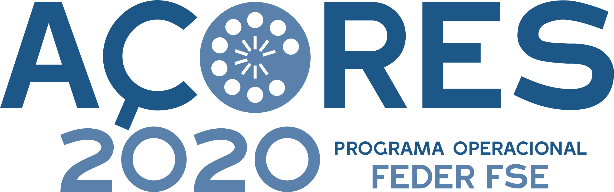 AÇORES
2020 PROGRAMA OPERACIONAL
FEDER FSE